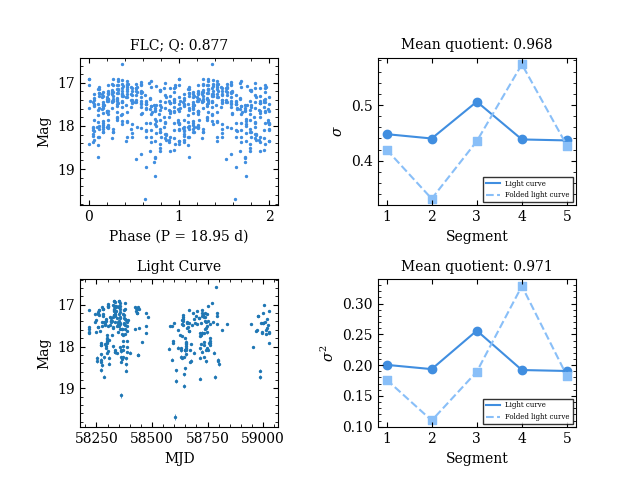 FLC; Q: 0.877
Mag
17
18
19
0 1 2
Phase (P = 18.95 d)
Mean quotient: 0.968
σ
0.5
0.4
Light curve
Folded light curve
1 2 3 4 5
Segment
Light Curve
Mag
17
18
19
58250 58500 58750 59000
MJD
Mean quotient: 0.971
σ²
0.30
0.25
0.20
0.15
0.10
Light curve
Folded light curve
1 2 3 4 5
Segment